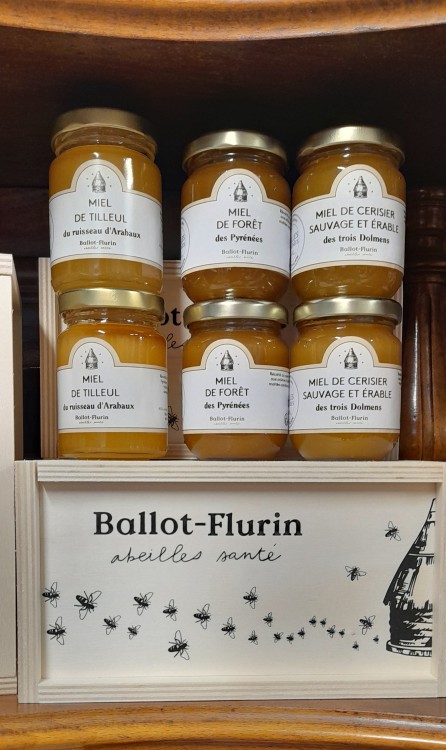 MIEL
DE TILLEUL
du ruisseau d'Arabaux
Ballot-Flurin
MIEL
DE FORÊT
des Pyrénées
Ballot-Flurin
MIEL DE CERISIER
SAUVAGE ET ÉRABLE
des trois Dolmens
Ballot-Flurin
MIEL
DE TILLEUL
du ruisseau d'Arabaux
Ballot-Flurin
MIEL
DE FORÊT
des Pyrénées
Ballot-Flurin
MIEL DE CERISIER
SAUVAGE ET ÉRABLE
des trois Dolmens
Ballot-Flurin
Ballot-Flurin
abeilles santé